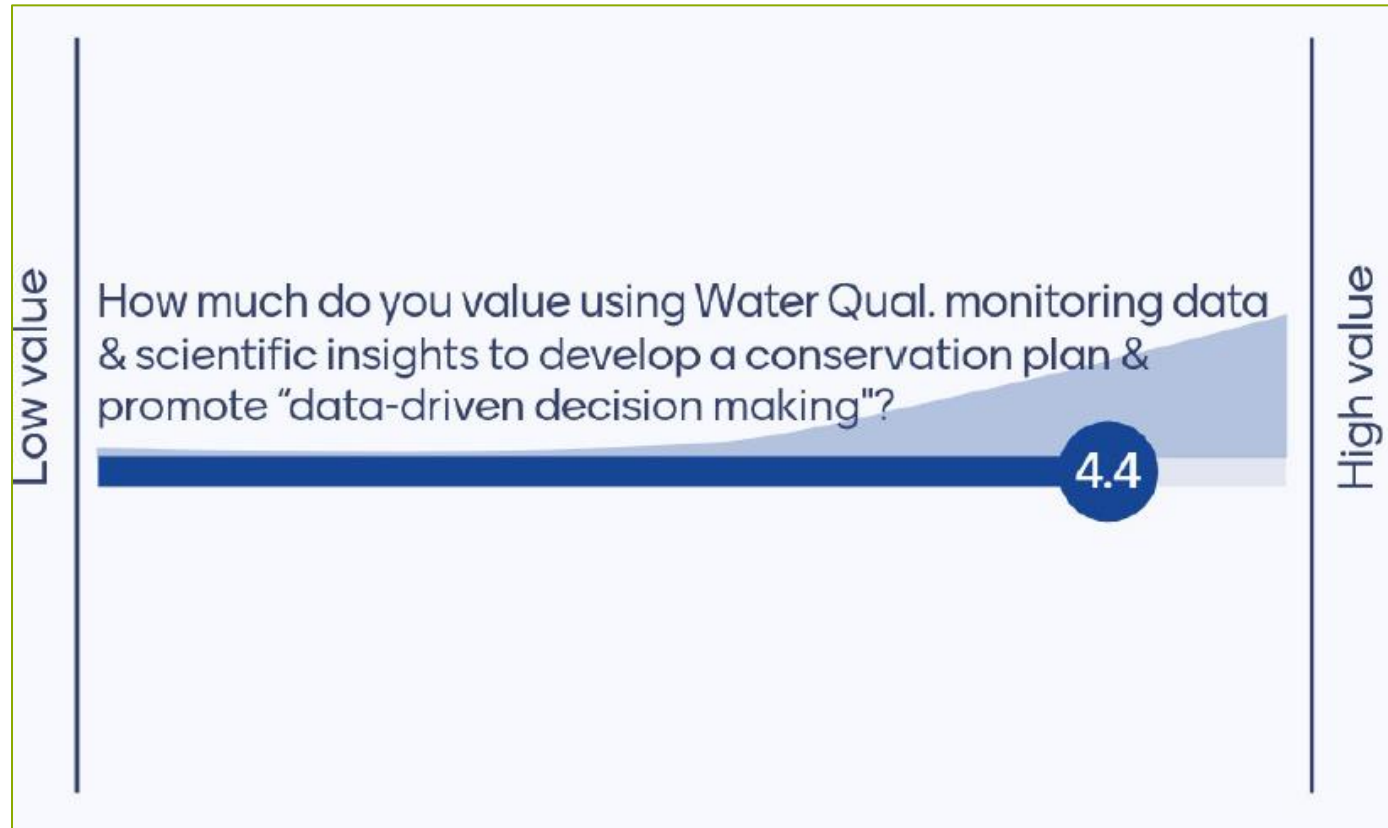 Low value
How much do you value using Water Qual. monitoring data
& scientific insights to develop a conservation plan &
promote “data-driven decision making"?
4.4
High value